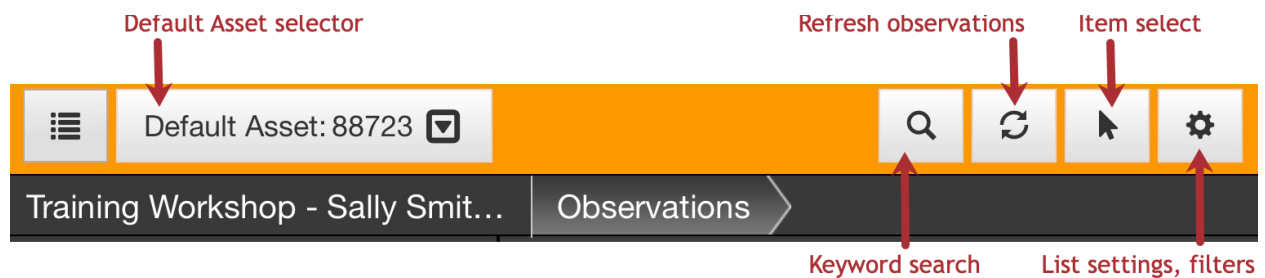 Default Asset selector
Refresh observations
Item select
Default Asset: 88723
Training Workshop - Sally Smit...
Observations
Keyword search
List settings, filters